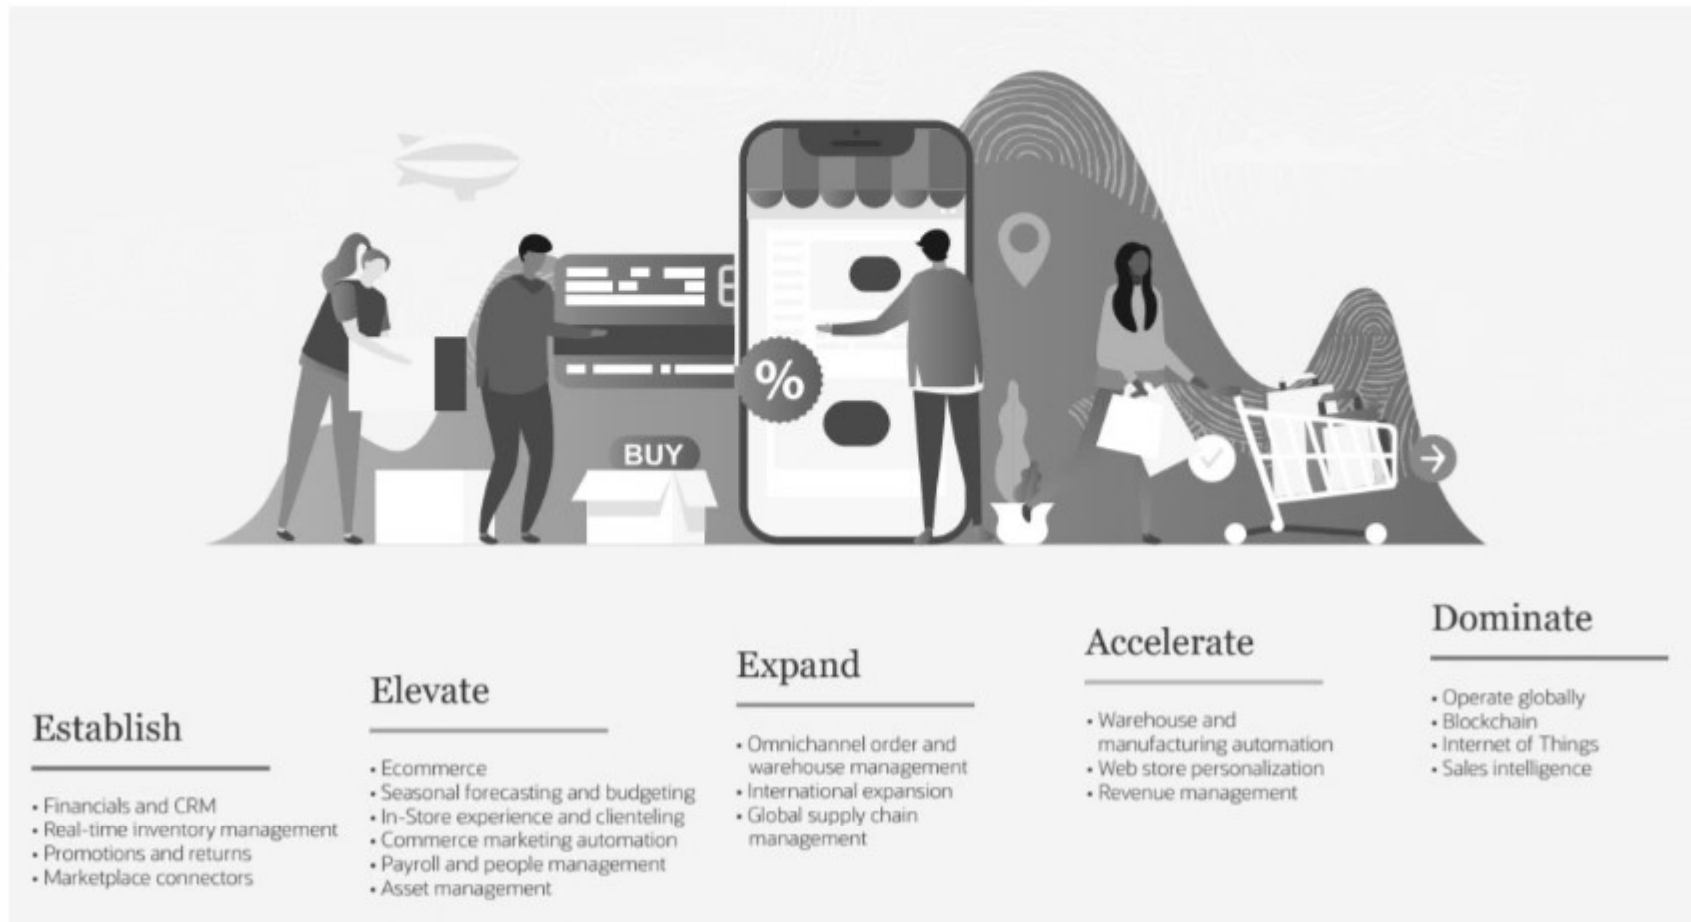 %
BUY
Establish
• Financials and CRM
• Real-time inventory management
• Promotions and returns
• Marketplace connectors
Elevate
• Ecommerce
• Seasonal forecasting and budgeting
• In-Store experience and clienteling
• Commerce marketing automation
• Payroll and people management
• Asset management
Expand
• Omnichannel order and
warehouse management
• International expansion
• Global supply chain
management
Accelerate
• Warehouse and
manufacturing automation
• Web store personalization
• Revenue management
Dominate
• Operate globally
• Blockchain
• Internet of Things
• Sales intelligence